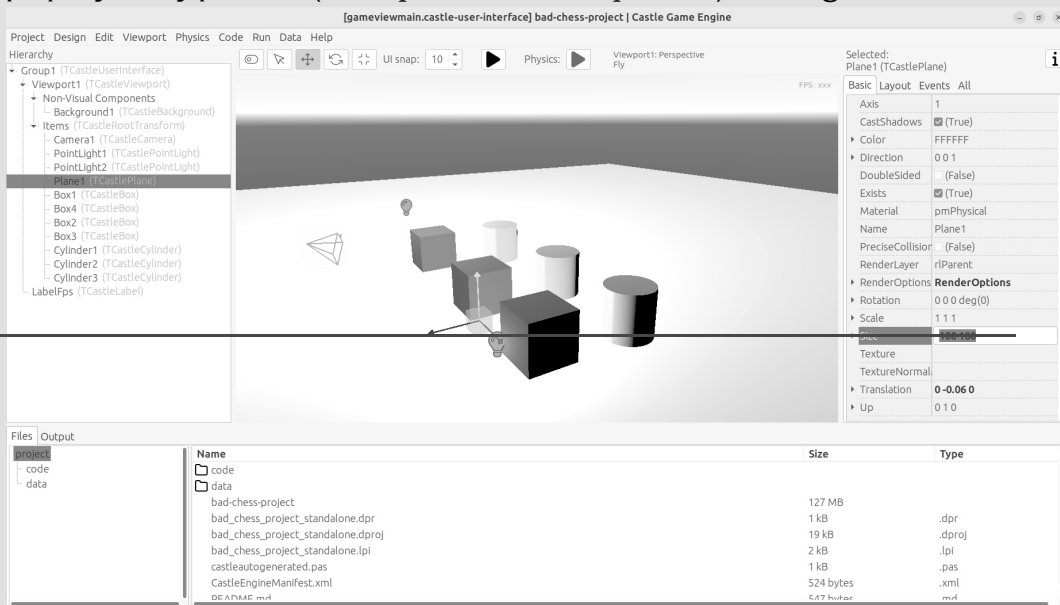 [gameviewmain.castle-user-interface] bad-chess-project | Castle Game Engine
Project Design Edit Viewport Physics Code Run Data Help
Hierarchy
Group1 (TCastleUserInterface)
Viewport1 (TCastleViewport)
Non-Visual Components
Background1 (TCastleBackground)
Items (TCastleRootTransform)
Camera1 (TCastleCamera)
PointLight1 (TCastlePointLight)
PointLight2 (TCastlePointLight)
Plane1 (TCastlePlane)
Box1 (TCastleBox)
Box4 (TCastleBox)
Box2 (TCastleBox)
Box3 (TCastleBox)
Cylinder1 (TCastleCylinder)
Cylinder2 (TCastleCylinder)
Cylinder3 (TCastleCylinder)
LabelFps (TCastleLabel)
UI snap: 10
Physics:
Viewport1: Perspective
Fly
FPS: xxx
Selected:
Plane1 (TCastlePlane)
Basic Layout Events All
Axis 1
CastShadows (True)
Color FFFFFF
Direction 0 0 1
DoubleSided (False)
Exists (True)
Material pmPhysical
Name Plane1
PreciseCollision (False)
RenderLayer rlParent
RenderOptions RenderOptions
Rotation 0 0 0 deg(0)
Scale 1 1 1
Size 100 100
Texture
TextureNormal
Translation 0 -0.06 0
Up 0 1 0
Files Output
project
code
data
Name Size Type
code
data
bad-chess-project 127 MB
bad_chess_project_standalone.dpr 1 kB .dpr
bad_chess_project_standalone.dproj 19 kB .dproj
bad_chess_project_standalone.lpi 2 kB .lpi
castleautogenerated.pas 1 kB .pas
CastleEngineManifest.xml 524 bytes .xml
README.md 547 bytes .md